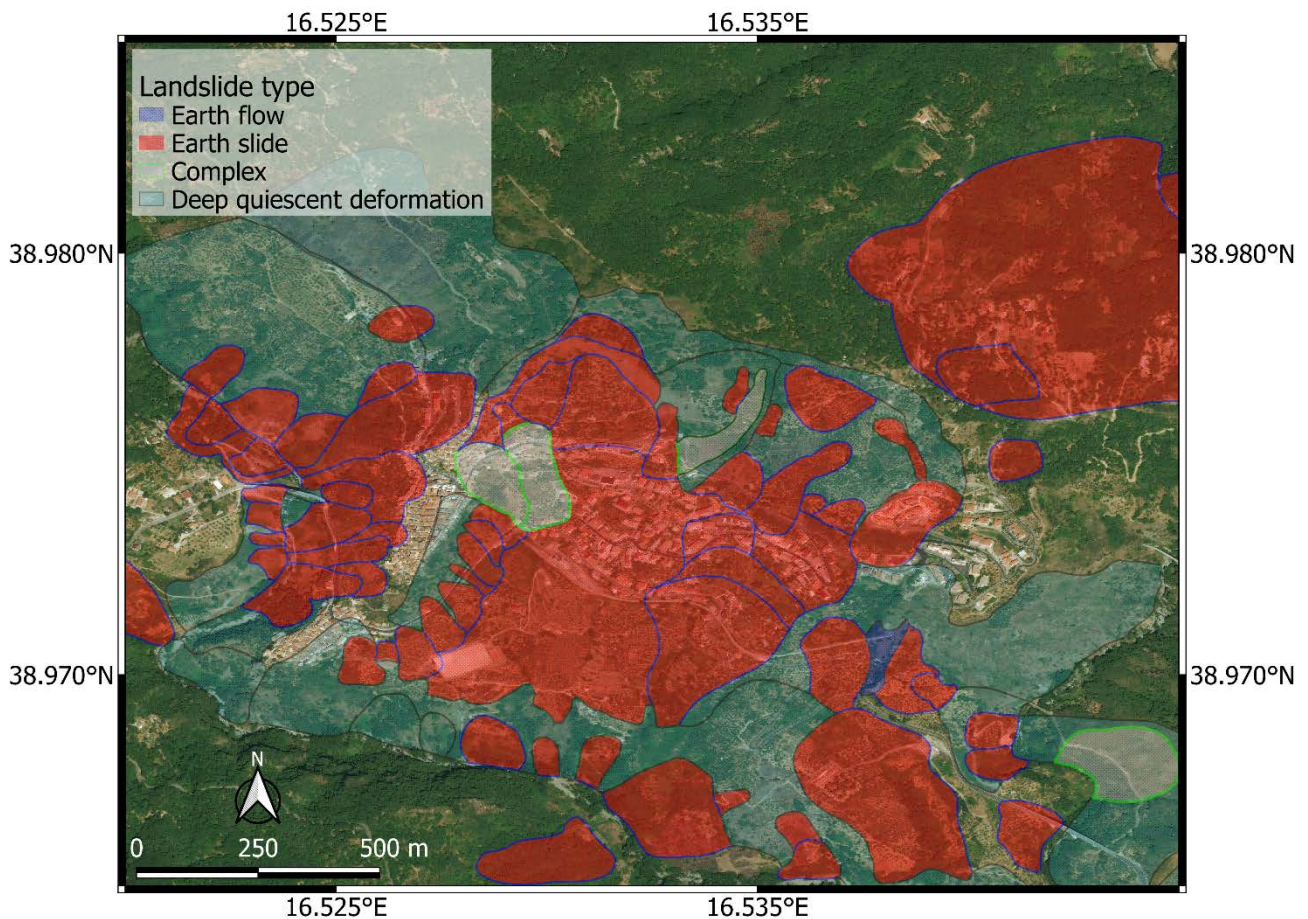 16.525°E 16.535°E
Landslide type
Earth flow
Earth slide
Complex
Deep quiescent deformation
38.980°N 38.980°N
38.970°N 38.970°N
N
0 250 500 m
16.525°E 16.535°E